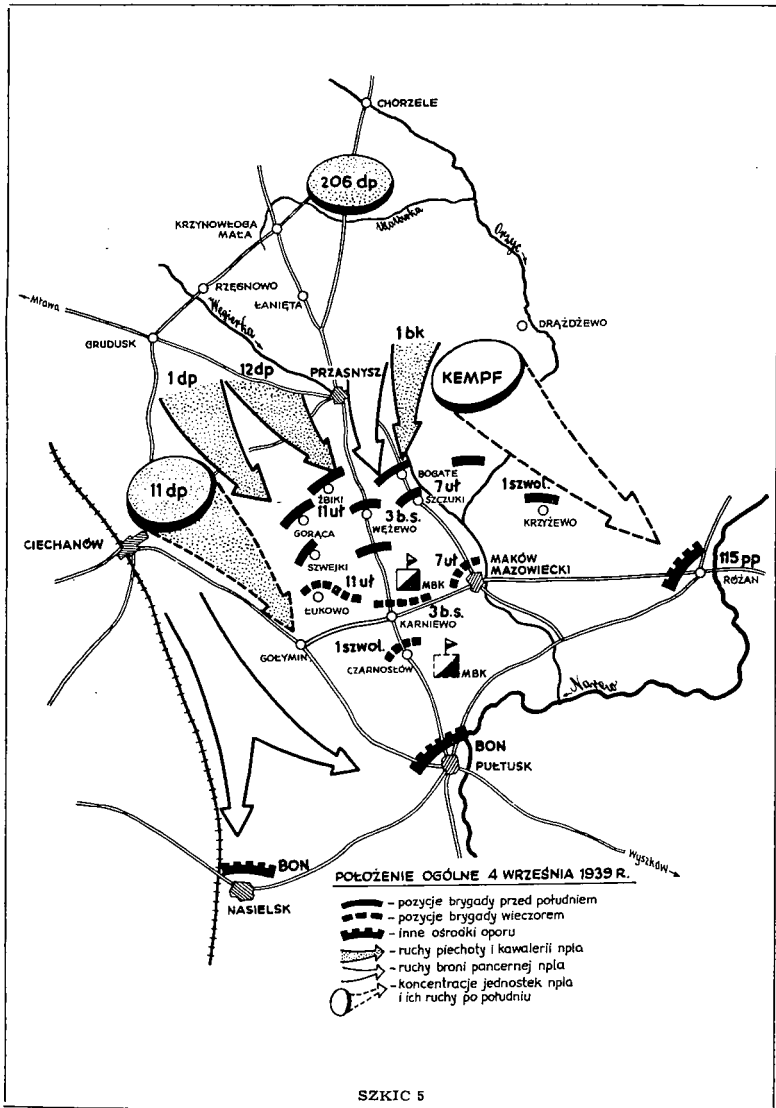 CHORZELE
206 dp
KRZYNOWŁOGA
MAŁA
Orzyc
RZĘGNOWO
Węgierka
ŁANIĘTA
←Mława
GRUDUSK
DRĄŻDŻEWO
1 bk
KEMPF
1 dp
12dp
PRZASNYSZ
11 dp
BOGATE
7 uł
SZCZUKI
1 szwol.
KRZYŻEWO
ŻBIKI
11 uł
GORĄCA
WĘŻEWO
3 b.s.
CIECHANÓW
SZWEJKI
11 uł
ŁUKOWO
MBK
7 uł
MAKÓW
MAZOWIECKI
115 pp
RÓŻAN
3 b.s.
KARNIEWO
1 szwol.
GOŁYMIN
CZARNOSŁÓW
MBK
←Narew
BON
PUŁTUSK
Wyszków
BON
NASIELSK
POŁOŻENIE OGÓLNE 4 WRZEŚNIA 1939 R.
- pozycje brygady przed południem
- pozycje brygady wieczorem
- inne ośrodki oporu
- ruchy piechoty i kawalerii npla
- ruchy broni pancernej npla
- koncentracje jednostek npla
i ich ruchy po południu
SZKIC 5